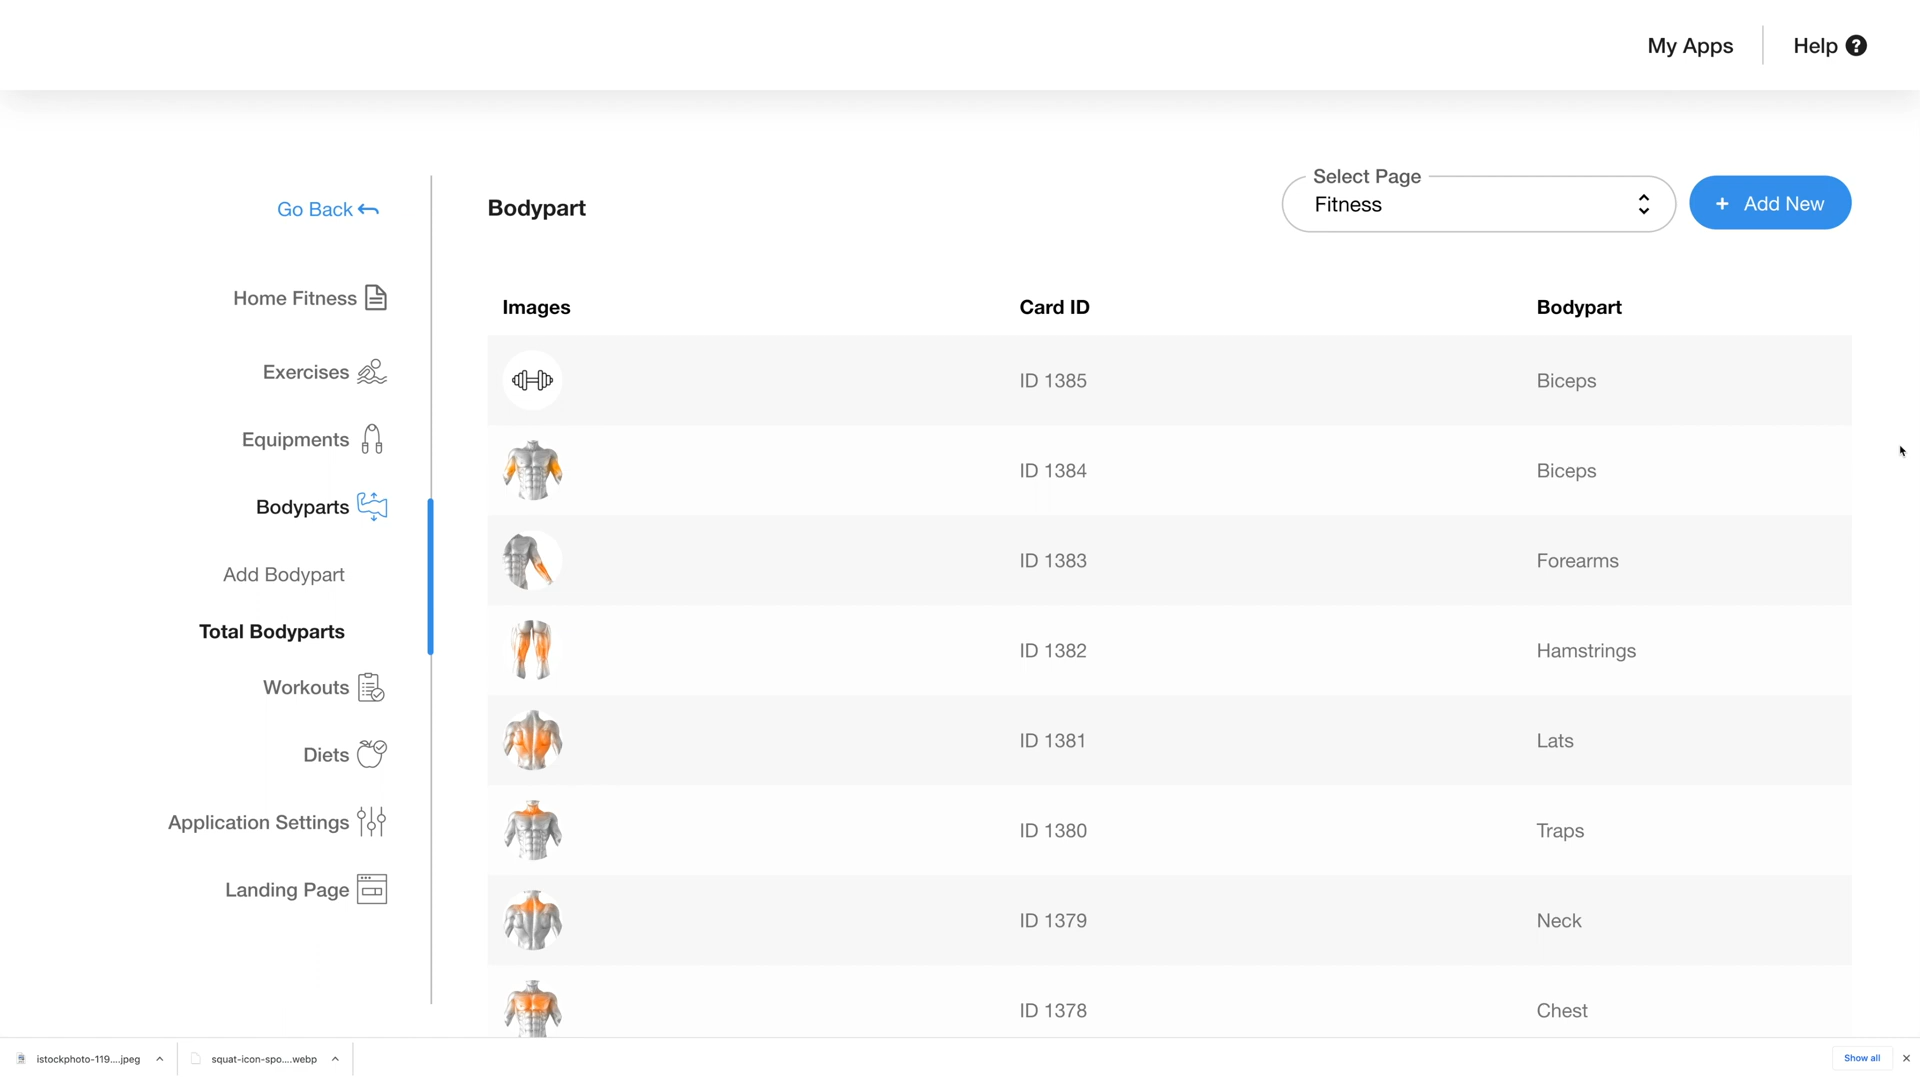 My Apps
Help ?
Go Back
Home Fitness
Exercises
Equipments
Bodyparts
Add Bodypart
Total Bodyparts
Workouts
Diets
Application Settings
Landing Page
Bodypart
Select Page
Fitness
+ Add New
Images Card ID Bodypart
ID 1385 Biceps
ID 1384 Biceps
ID 1383 Forearms
ID 1382 Hamstrings
ID 1381 Lats
ID 1380 Traps
ID 1379 Neck
ID 1378 Chest
istockphoto-119....jpeg
squat-icon-spo....webp
Show all